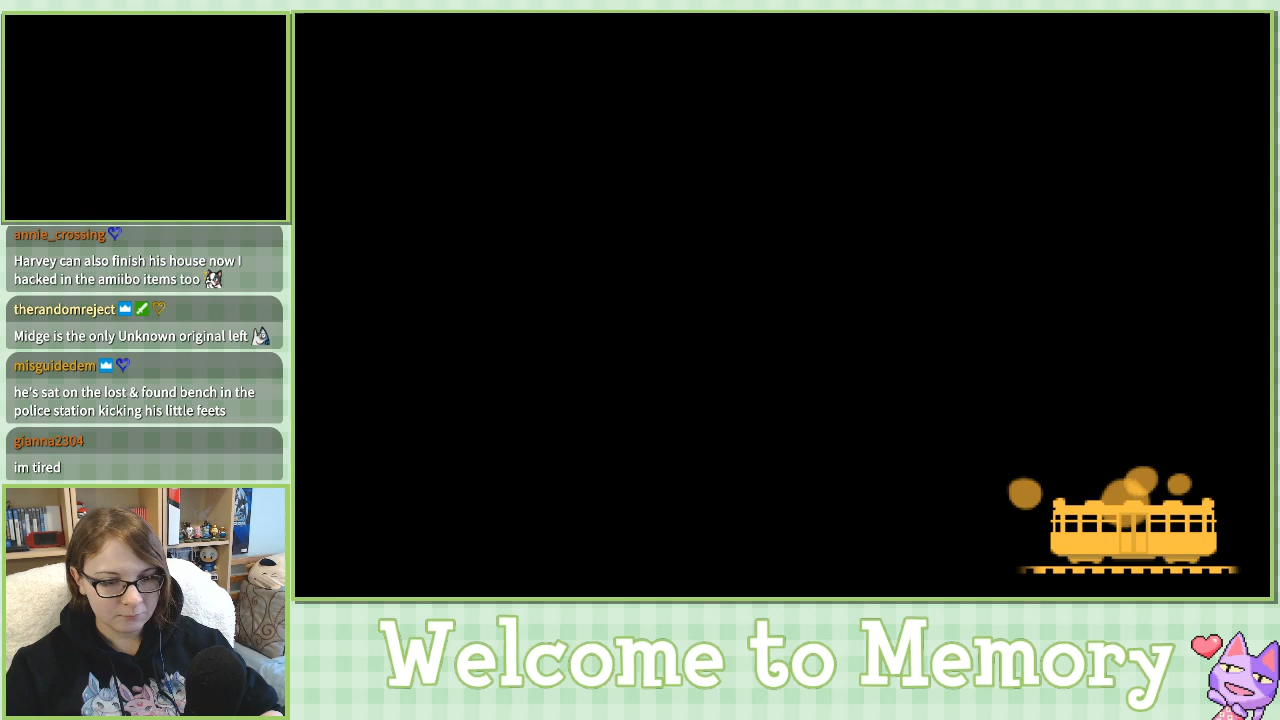 annie_crossing
Harvey can also finish his house now I
hacked in the amiibo items too
therandomreject
Midge is the only Unknown original left
misguidedem
he's sat on the lost & found bench in the
police station kicking his little feets
gianna2304
im tired
Welcome to Memory